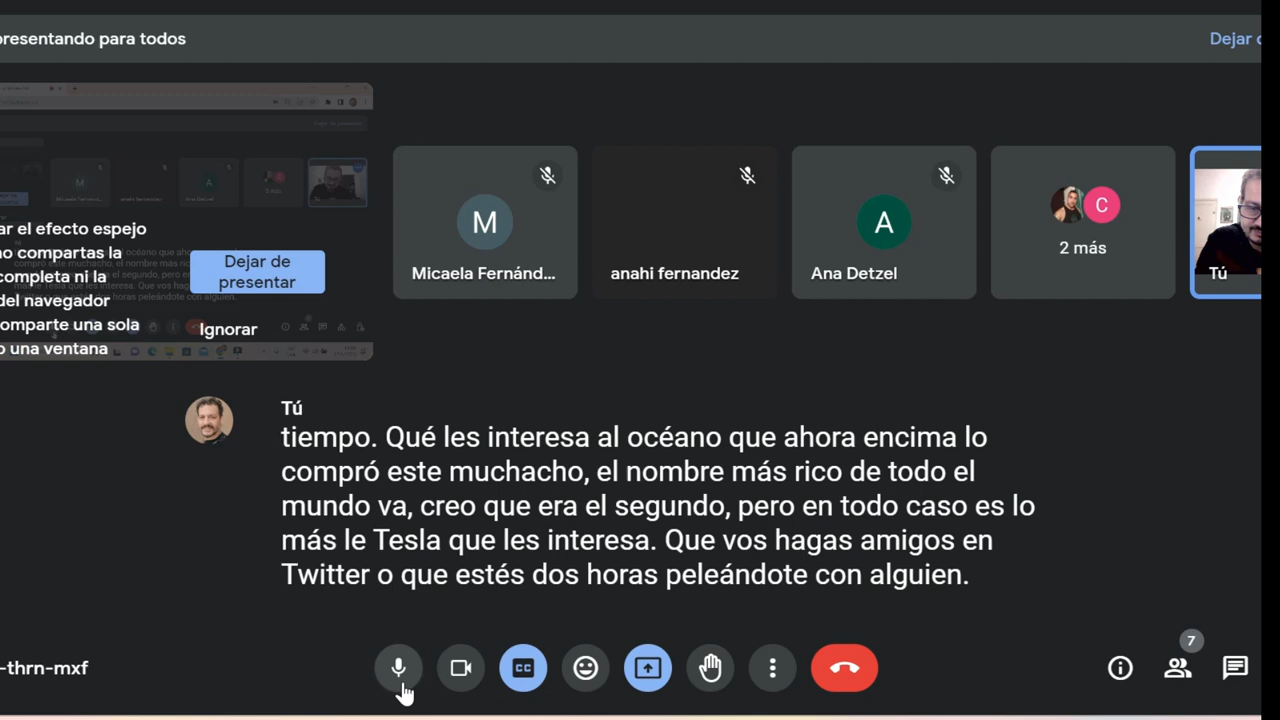 presentando para todos
Dejar
Micaela Fernánd...
anahi fernandez
A
Ana Detzel
M
C
2 más
Tú
ar el efecto espejo
no compartas la
completa ni la
del navegador
omparte una sola
o una ventana
Dejar de
presentar
Ignorar
Tú
tiempo. Qué les interesa al océano que ahora encima lo
compró este muchacho, el nombre más rico de todo el
mundo va, creo que era el segundo, pero en todo caso es lo
más le Tesla que les interesa. Que vos hagas amigos en
Twitter o que estés dos horas peleándote con alguien.
-thrn-mxf
CC
7